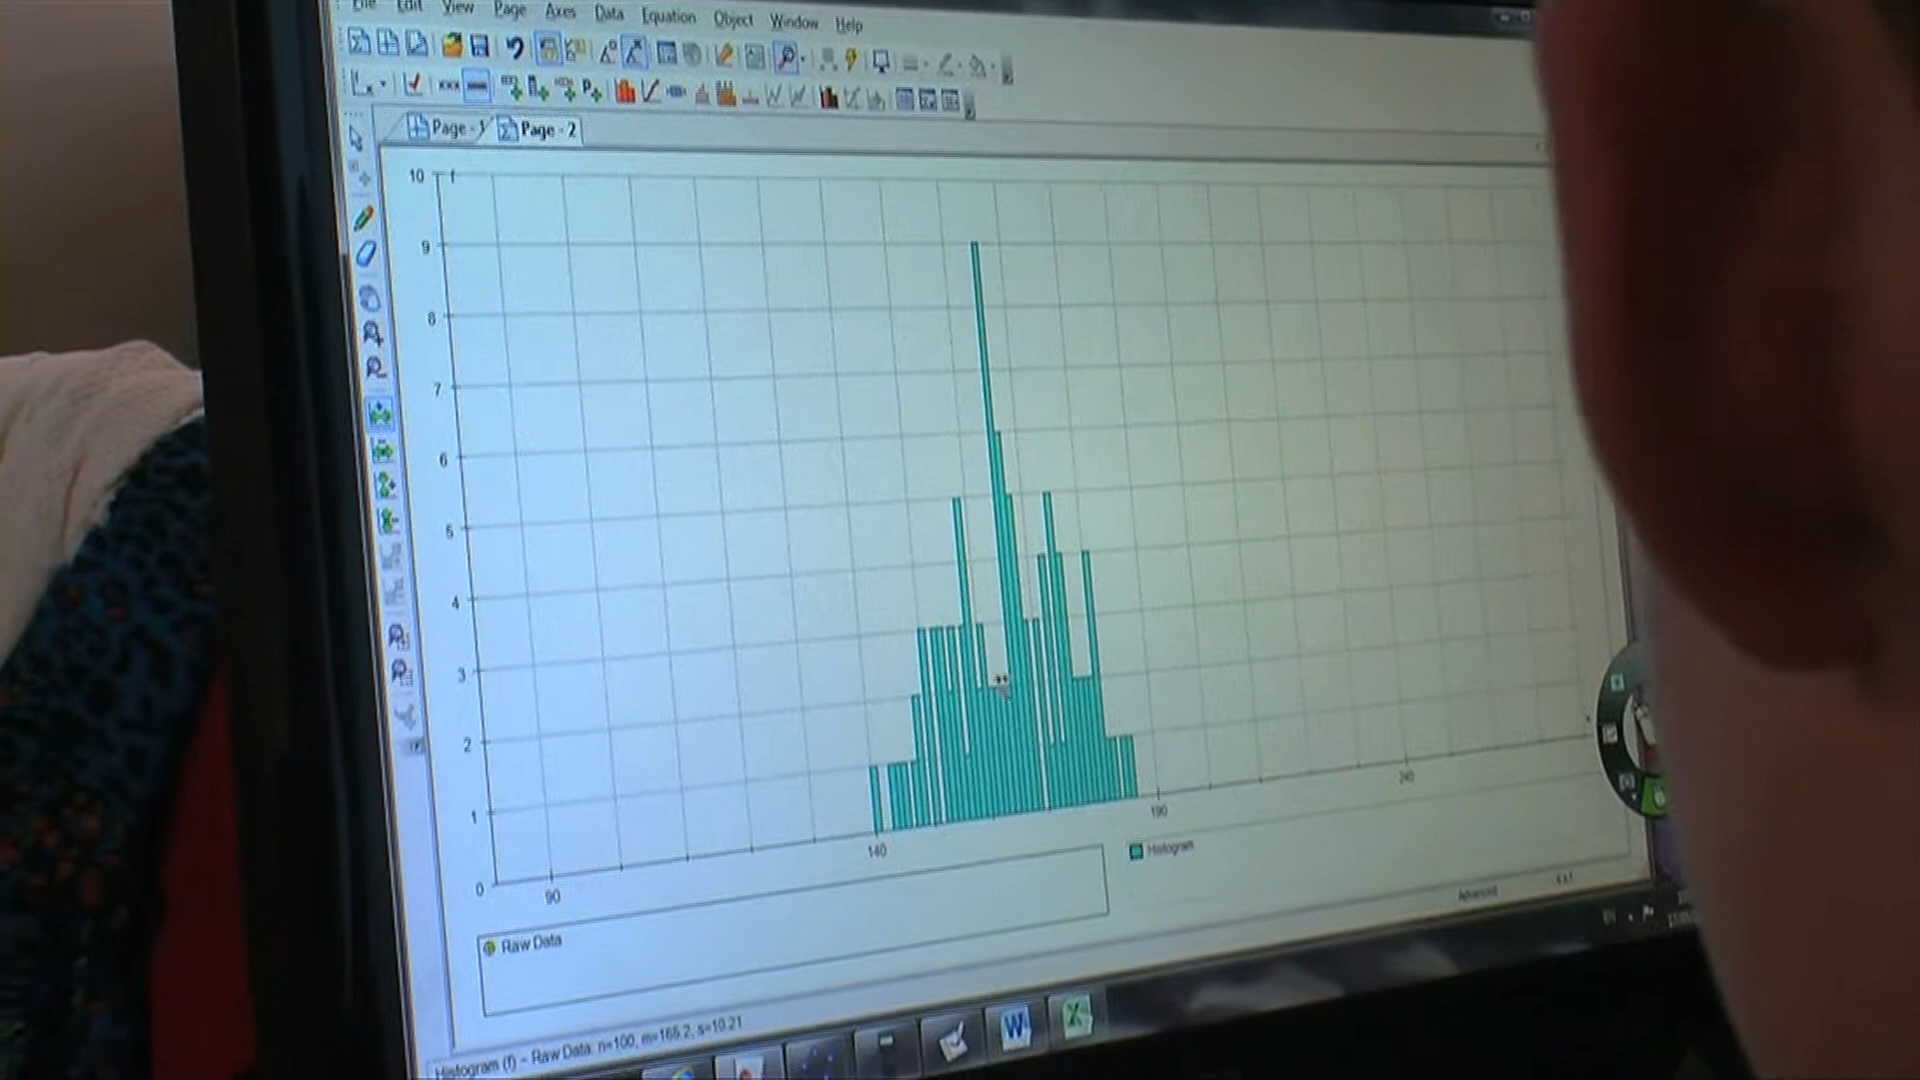 File Edit View Page Axes Data Equation Object Window Help
Page - 1 Page - 2
10 f
9
8
7
6
5
4
3
2
1
0
90 140 190 240
Histogram
Raw Data
Advanced
EN
Histogram (f) - Raw Data: n=100, m=165.2, s=10.21